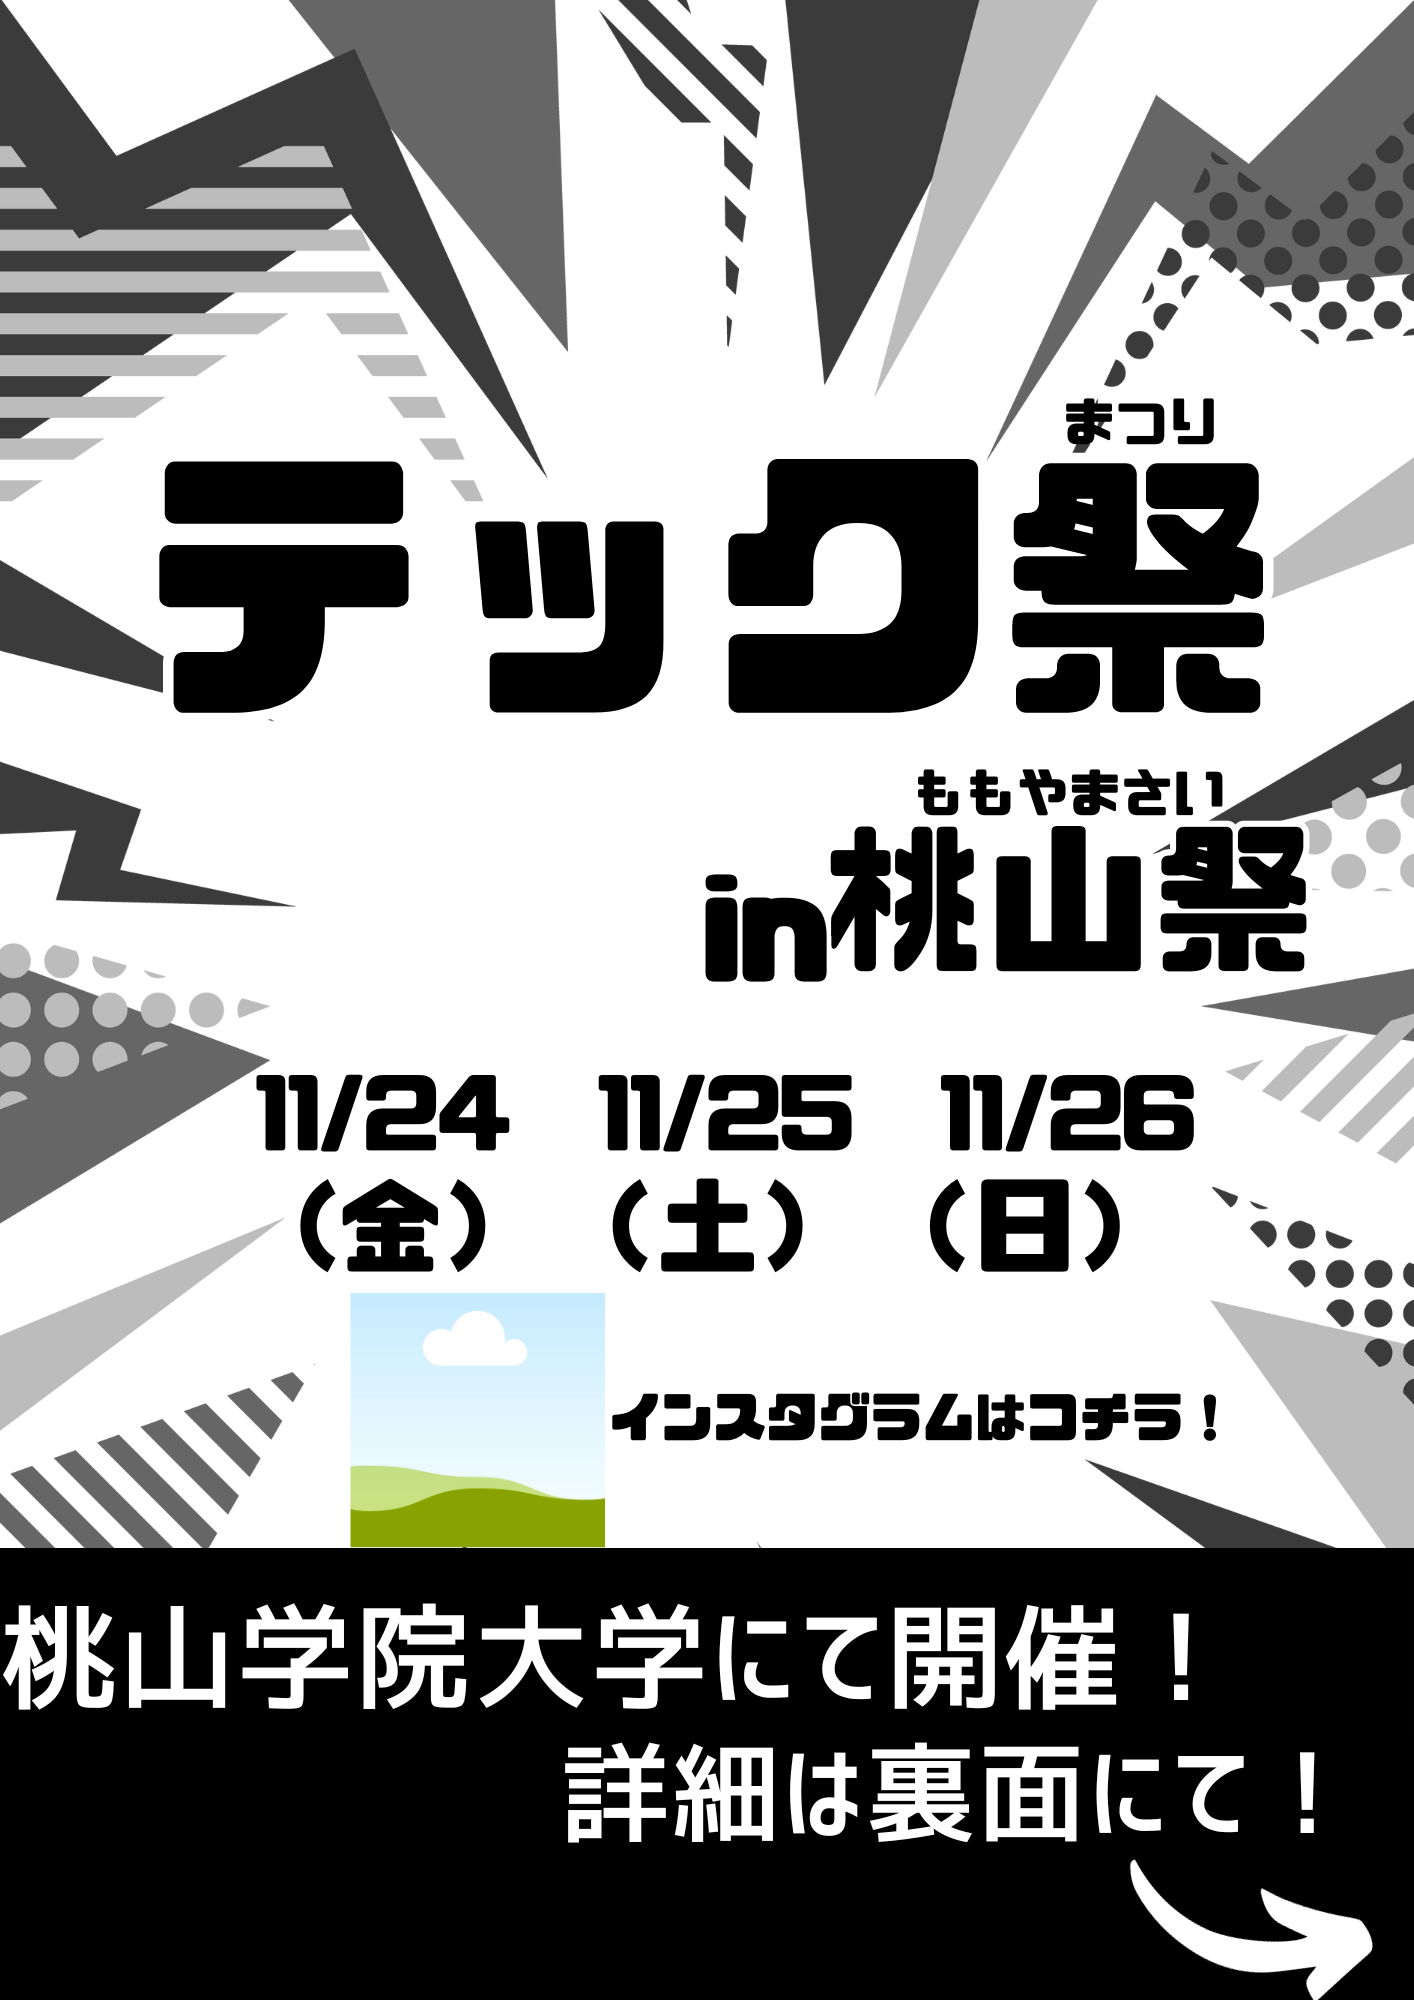 まつり
テック祭
ももやまさい
in桃山祭
11/24 11/25 11/26
（金） （土） （日）
インスタグラムはコチラ！
桃山学院大学にて開催！
詳細は裏面にて！